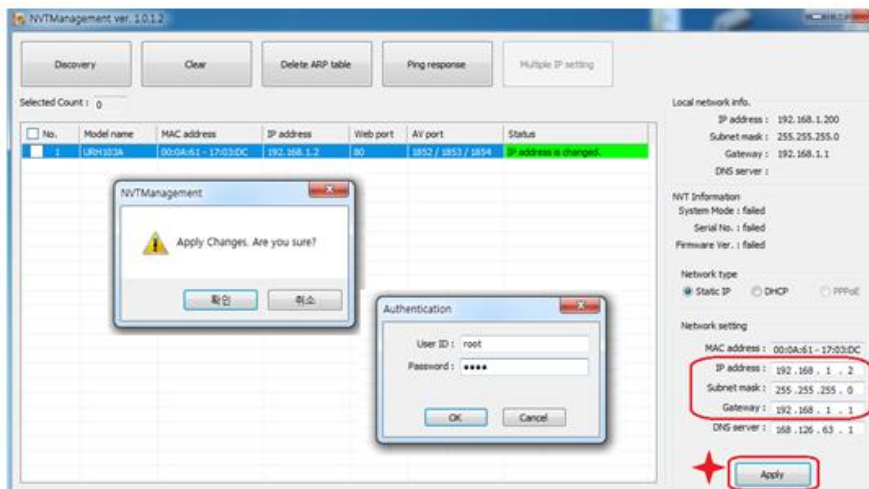 NVTManagement ver. 1.0.1.2
Discovery
Clear
Delete ARP table
Ping response
Multiple IP setting
Selected Count : 0
No. Model name MAC address IP address Web port AV port Status
1 URH103A 00:0A:61 - 17:03:DC 192.168.1.2 80 1852 / 1853 / 1854 IP address is changed.
NVTManagement
Apply Changes. Are you sure?
확인 취소
Authentication
User ID : root
Password : ●●●●
OK Cancel
Local network info.
IP address : 192.168.1.200
Subnet mask : 255.255.255.0
Gateway : 192.168.1.1
DNS server :
NVT Information
System Mode : failed
Serial No. : failed
Firmware Ver. : failed
Network type
Static IP DHCP PPPoE
Network setting
MAC address : 00:0A:61 - 17:03:DC
IP address : 192 .168 . 1 . 2
Subnet mask : 255 .255 .255 . 0
Gateway : 192 .168 . 1 . 1
DNS server : 168 .126 . 63 . 1
Apply